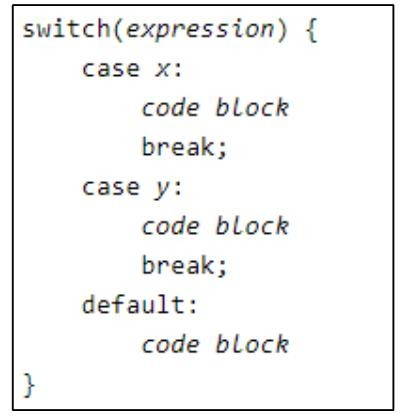 switch(expression) {
    case x:
        code block
        break;
    case y:
        code block
        break;
    default:
        code block
}